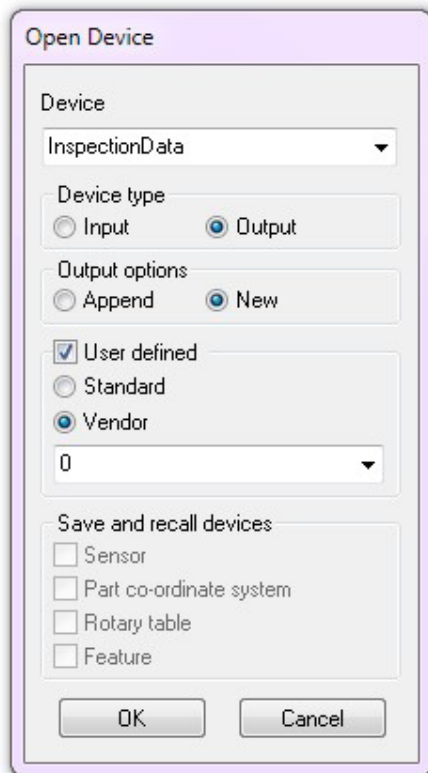 Open Device
Device
InspectionData
Device type
Input Output
Output options
Append New
User defined
Standard
Vendor
0
Save and recall devices
Sensor
Part co-ordinate system
Rotary table
Feature
OK Cancel